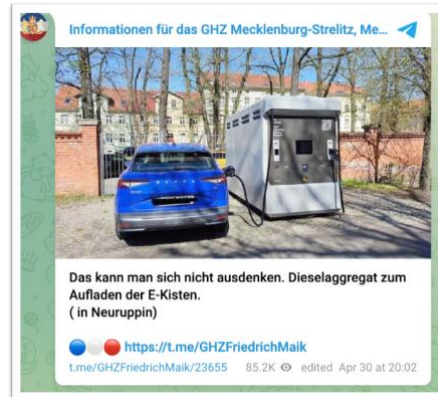 Informationen für das GHZ Mecklenburg-Strelitz, Me...
Das kann man sich nicht ausdenken. Dieselaggregat zum
Aufladen der E-Kisten.
( in Neuruppin)
https://t.me/GHZFriedrichMaik
t.me/GHZFriedrichMaik/23655 85.2K edited Apr 30 at 20:02